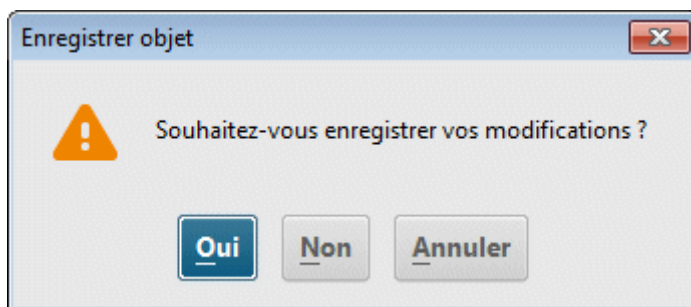 Enregistrer objet
Souhaitez-vous enregistrer vos modifications ?
Oui Non Annuler